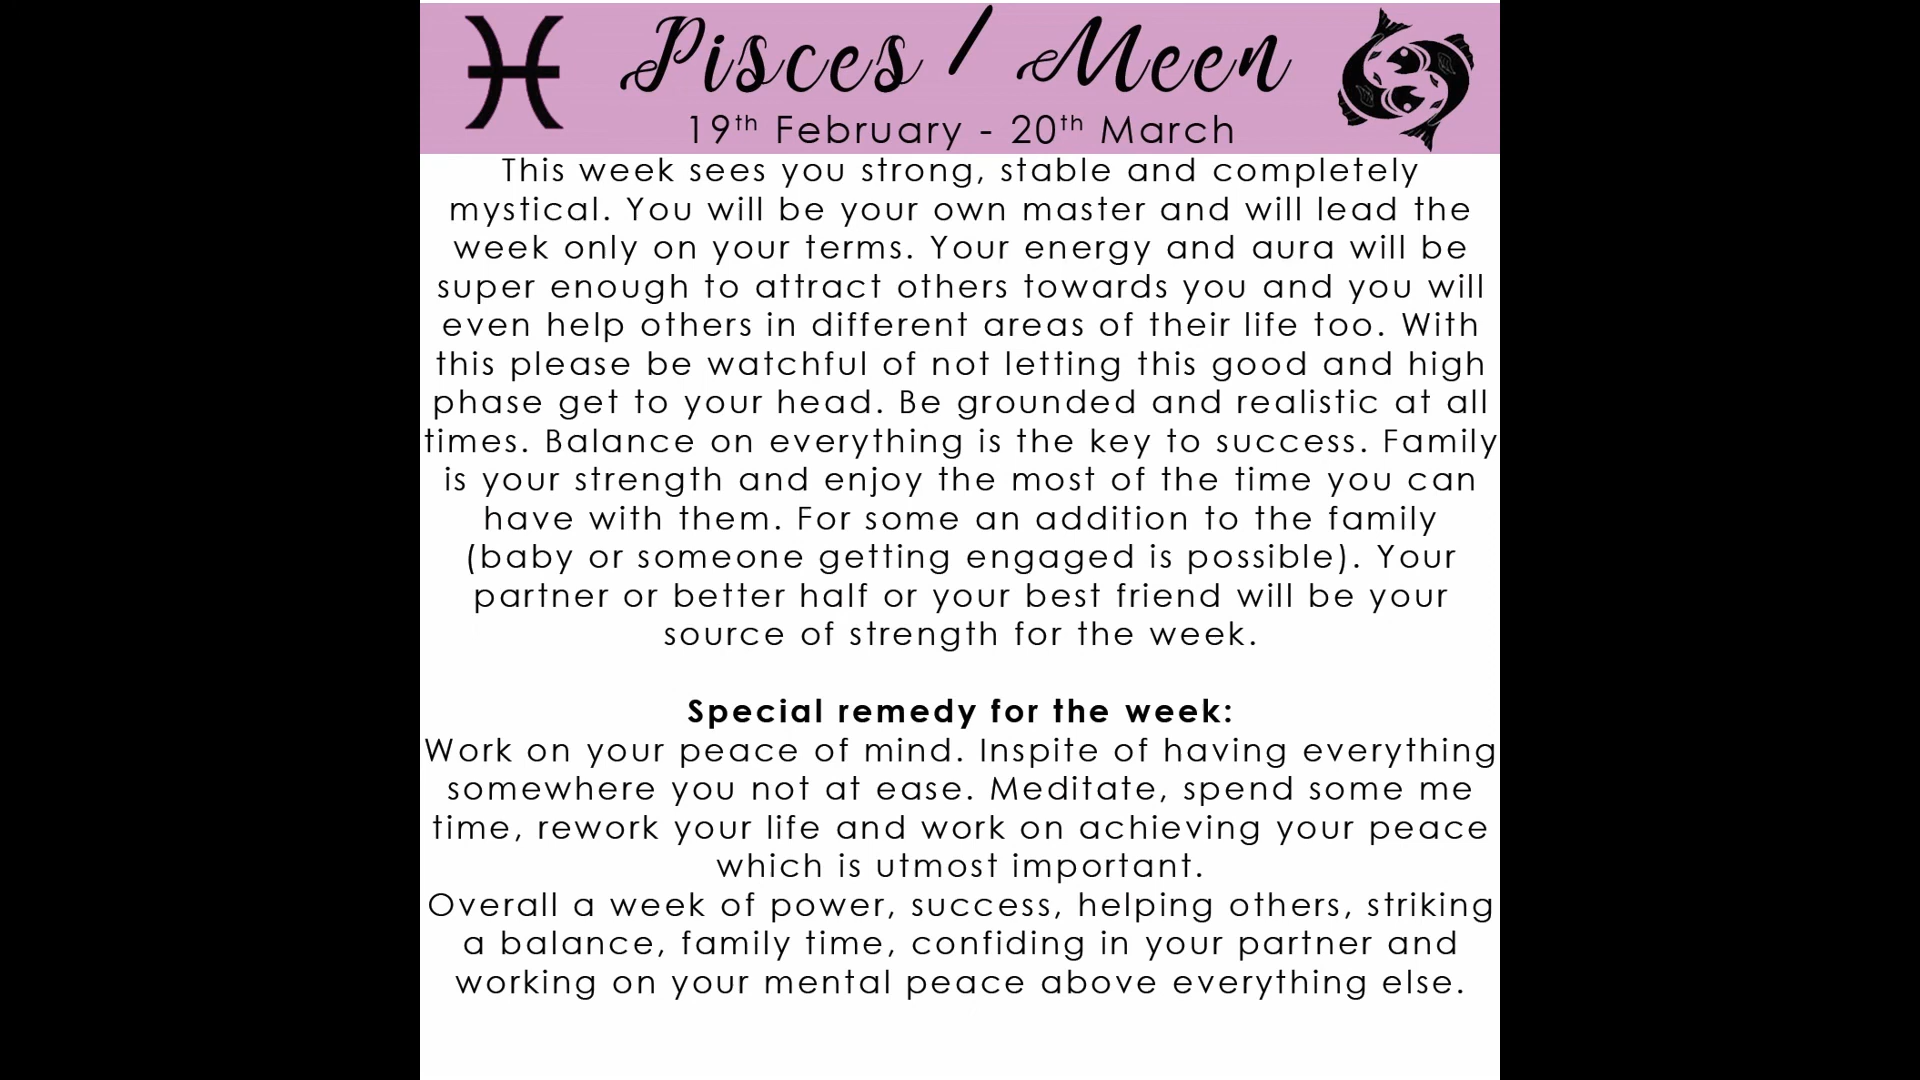 Pisces / Meen
19th February - 20th March
This week sees you strong, stable and completely
mystical. You will be your own master and will lead the
week only on your terms. Your energy and aura will be
super enough to attract others towards you and you will
even help others in different areas of their life too. With
this please be watchful of not letting this good and high
phase get to your head. Be grounded and realistic at all
times. Balance on everything is the key to success. Family
is your strength and enjoy the most of the time you can
have with them. For some an addition to the family
(baby or someone getting engaged is possible). Your
partner or better half or your best friend will be your
source of strength for the week.
Special remedy for the week:
Work on your peace of mind. Inspite of having everything
somewhere you not at ease. Meditate, spend some me
time, rework your life and work on achieving your peace
which is utmost important.
Overall a week of power, success, helping others, striking
a balance, family time, confiding in your partner and
working on your mental peace above everything else.